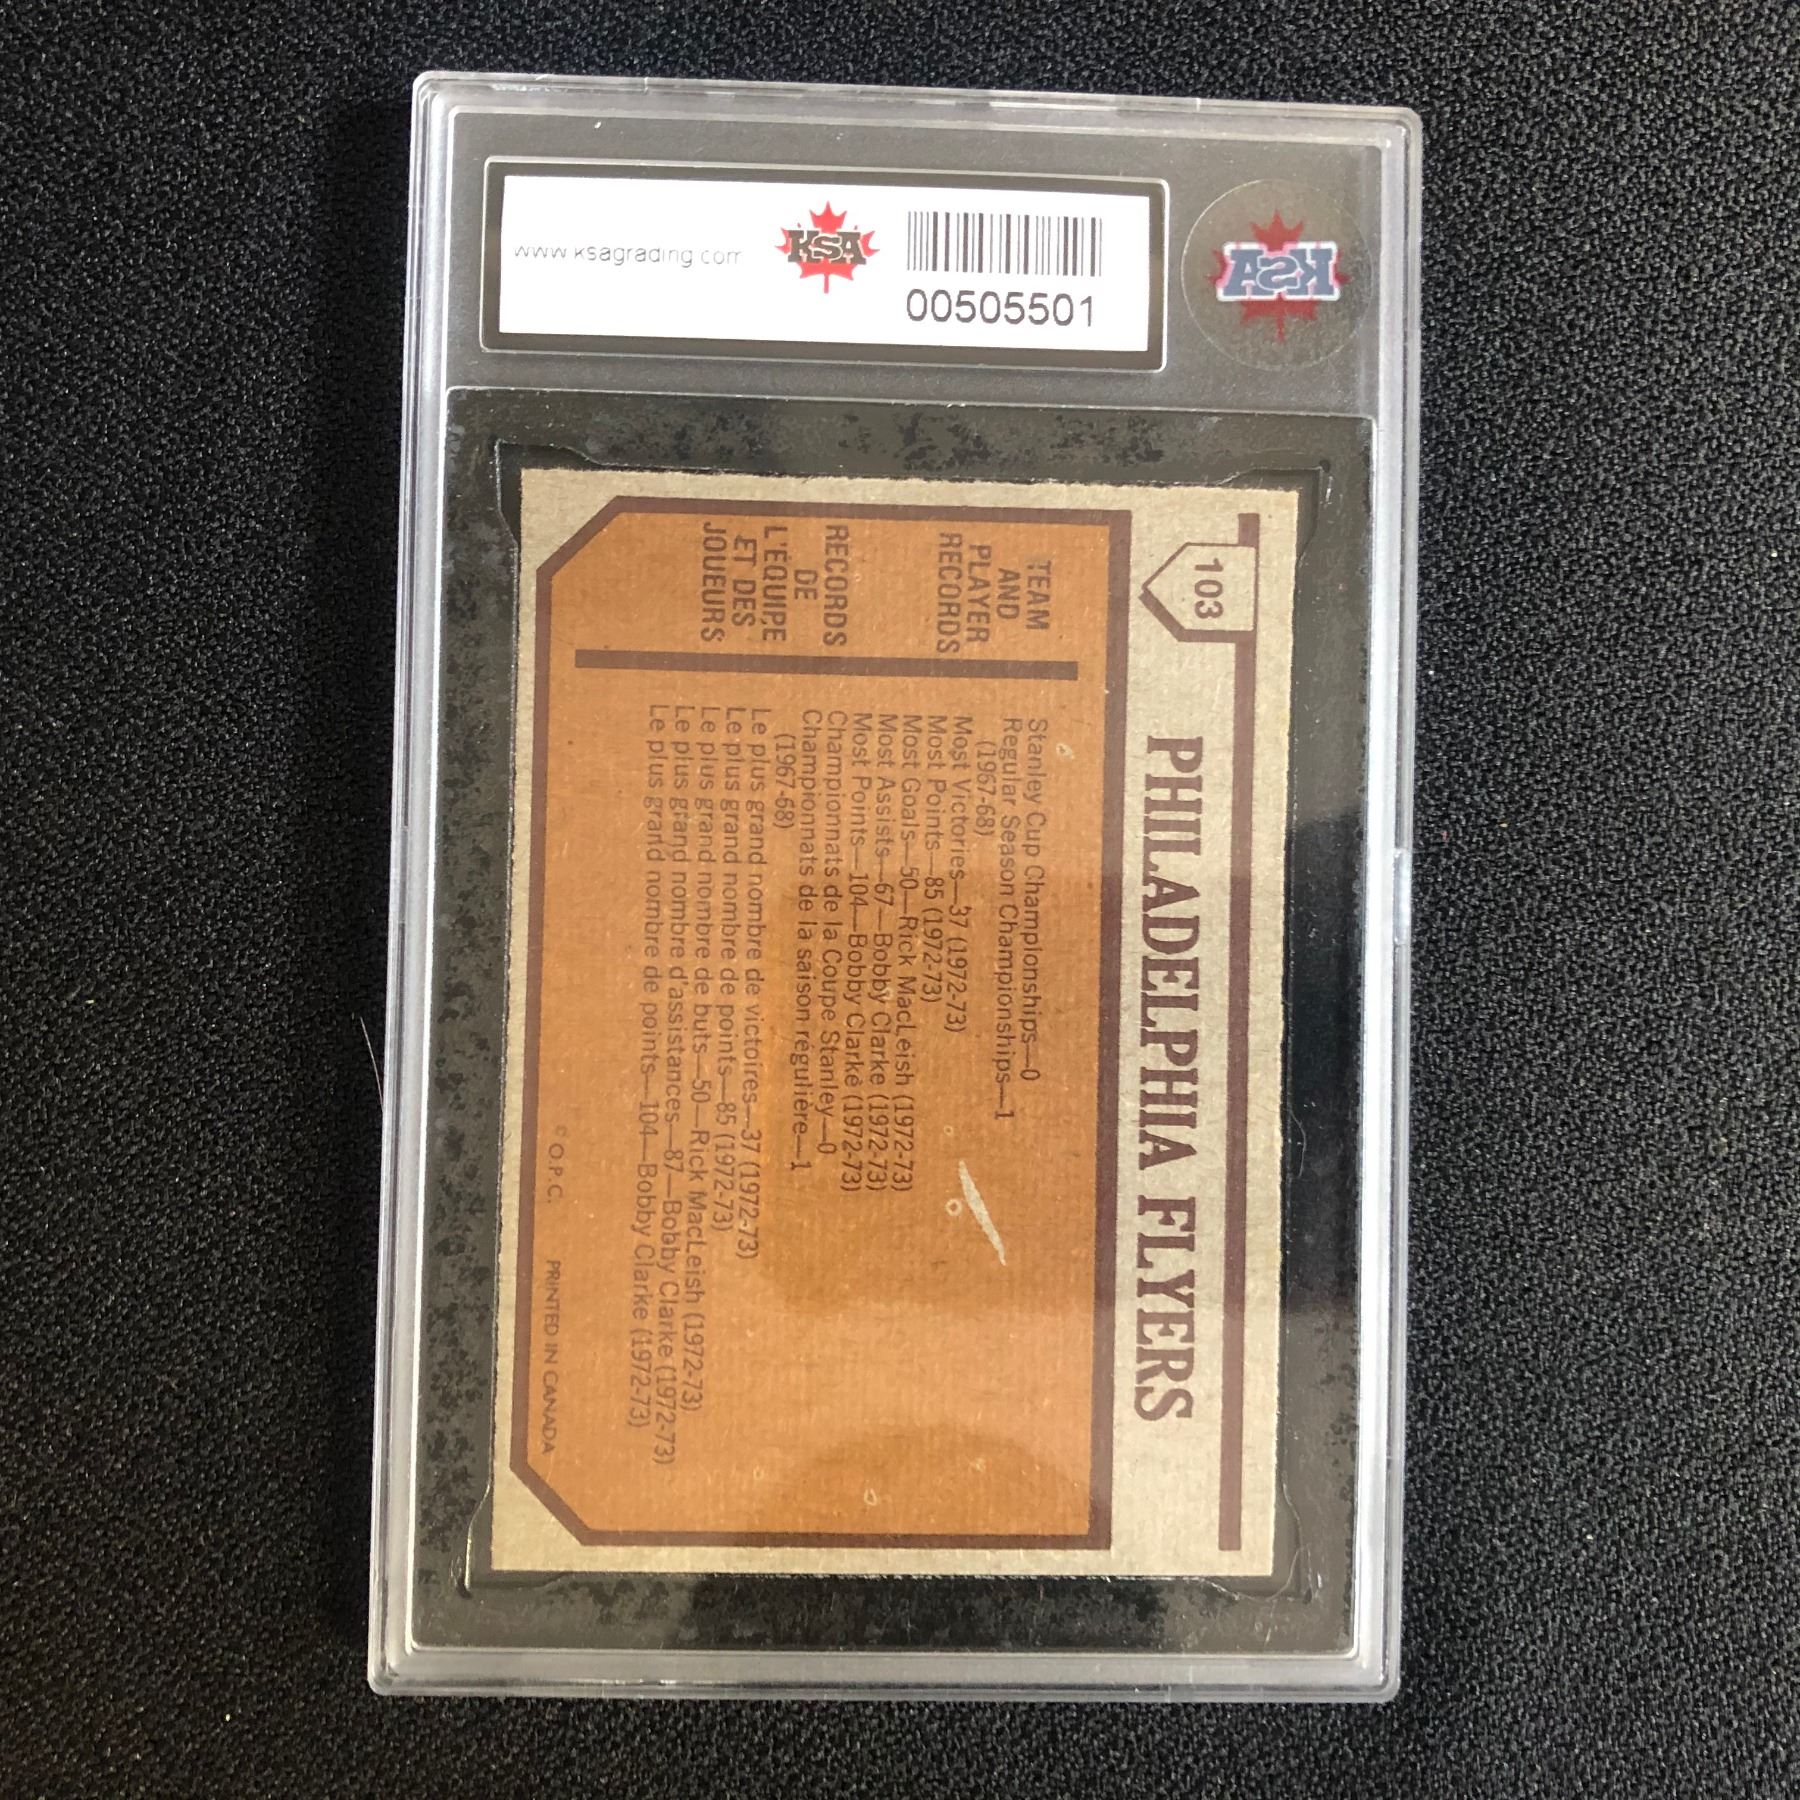 www.ksagrading.com
KSA
00505501
KSA
103
PHILADELPHIA FLYERS
TEAM
AND
PLAYER
RECORDS
Stanley Cup Championships—0
Regular Season Championships—1
(1967-68)
Most Victories—37 (1972-73)
Most Points—85 (1972-73)
Most Goals—50—Rick MacLeish (1972-73)
Most Assists—67—Bobby Clarke (1972-73)
Most Points—104—Bobby Clarke (1972-73)
RECORDS
DE
L'ÉQUIPE
ET DES
JOUEURS
Championnats de la Coupe Stanley—0
Championnats de la saison régulière—1
(1967-68)
Le plus grand nombre de victoires—37 (1972-73)
Le plus grand nombre de points—85 (1972-73)
Le plus grand nombre de buts—50—Rick MacLeish (1972-73)
Le plus grand nombre d'assistances—87—Bobby Clarke (1972-73)
Le plus grand nombre de points—104—Bobby Clarke (1972-73)
© O.P.C. PRINTED IN CANADA